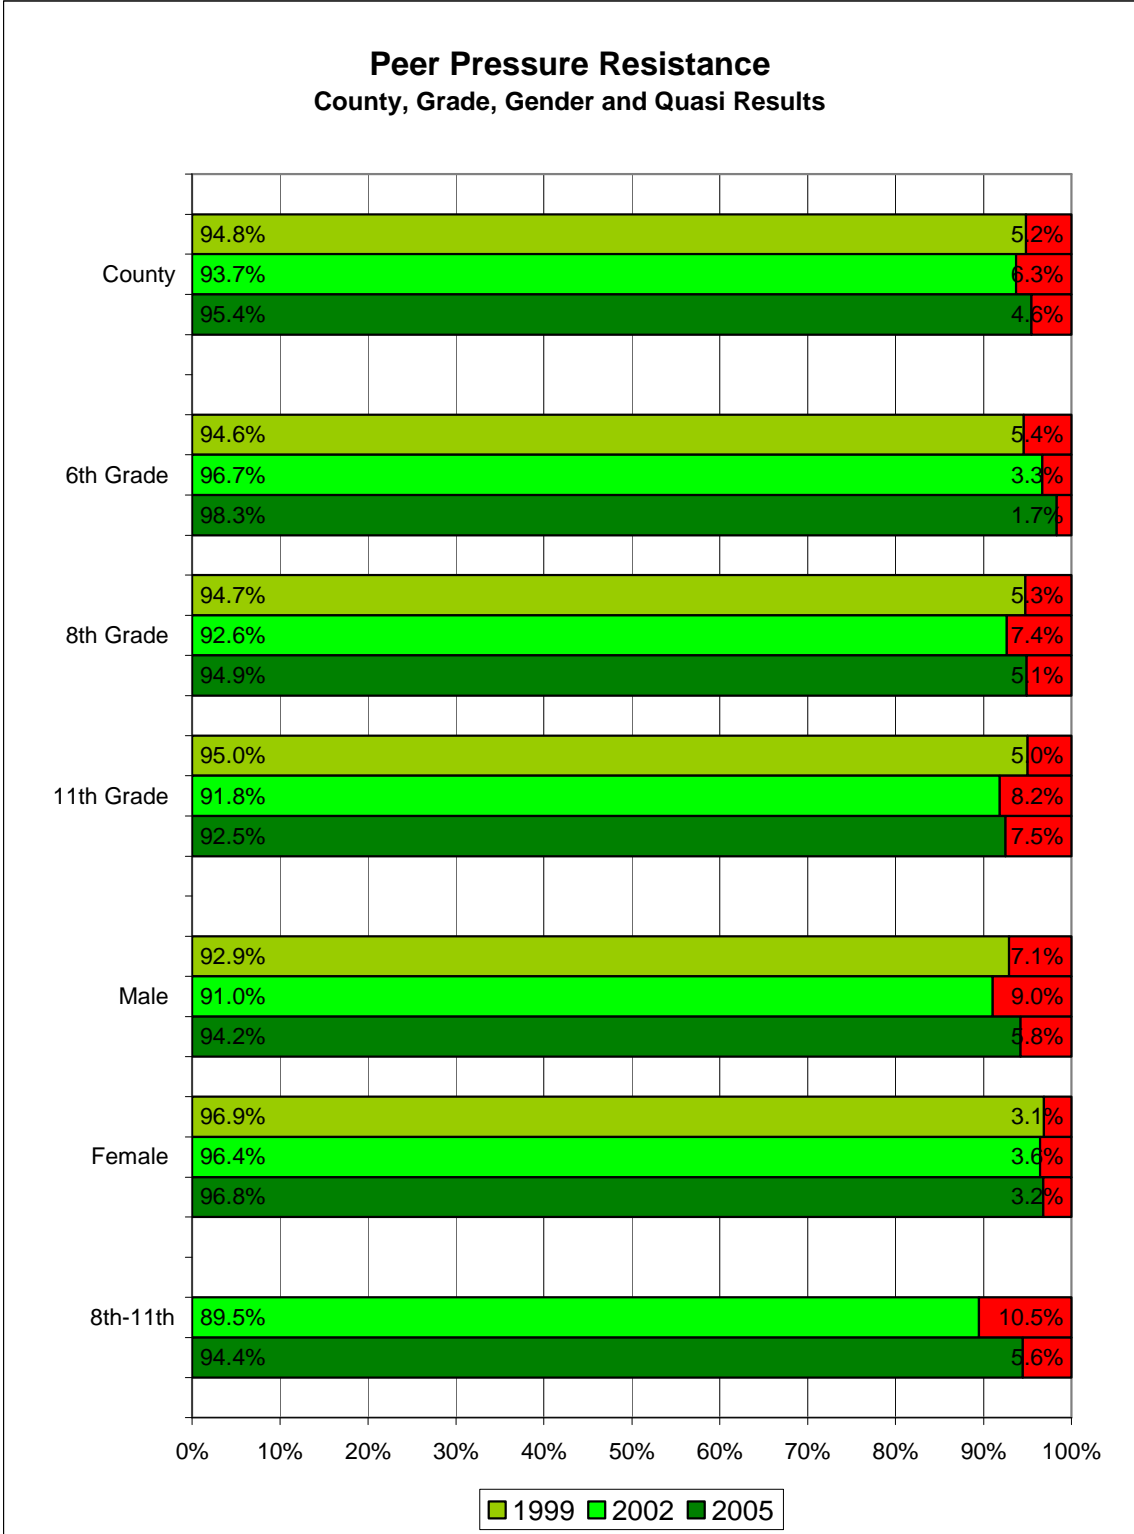 Peer Pressure Resistance
County, Grade, Gender and Quasi Results
94.8% 5.2%
County 93.7% 6.3%
95.4% 4.6%
94.6% 5.4%
6th Grade 96.7% 3.3%
98.3% 1.7%
94.7% 5.3%
8th Grade 92.6% 7.4%
94.9% 5.1%
95.0% 5.0%
11th Grade 91.8% 8.2%
92.5% 7.5%
92.9% 7.1%
Male 91.0% 9.0%
94.2% 5.8%
96.9% 3.1%
Female 96.4% 3.6%
96.8% 3.2%
8th-11th 89.5% 10.5%
94.4% 5.6%
0% 10% 20% 30% 40% 50% 60% 70% 80% 90% 100%
1999 2002 2005